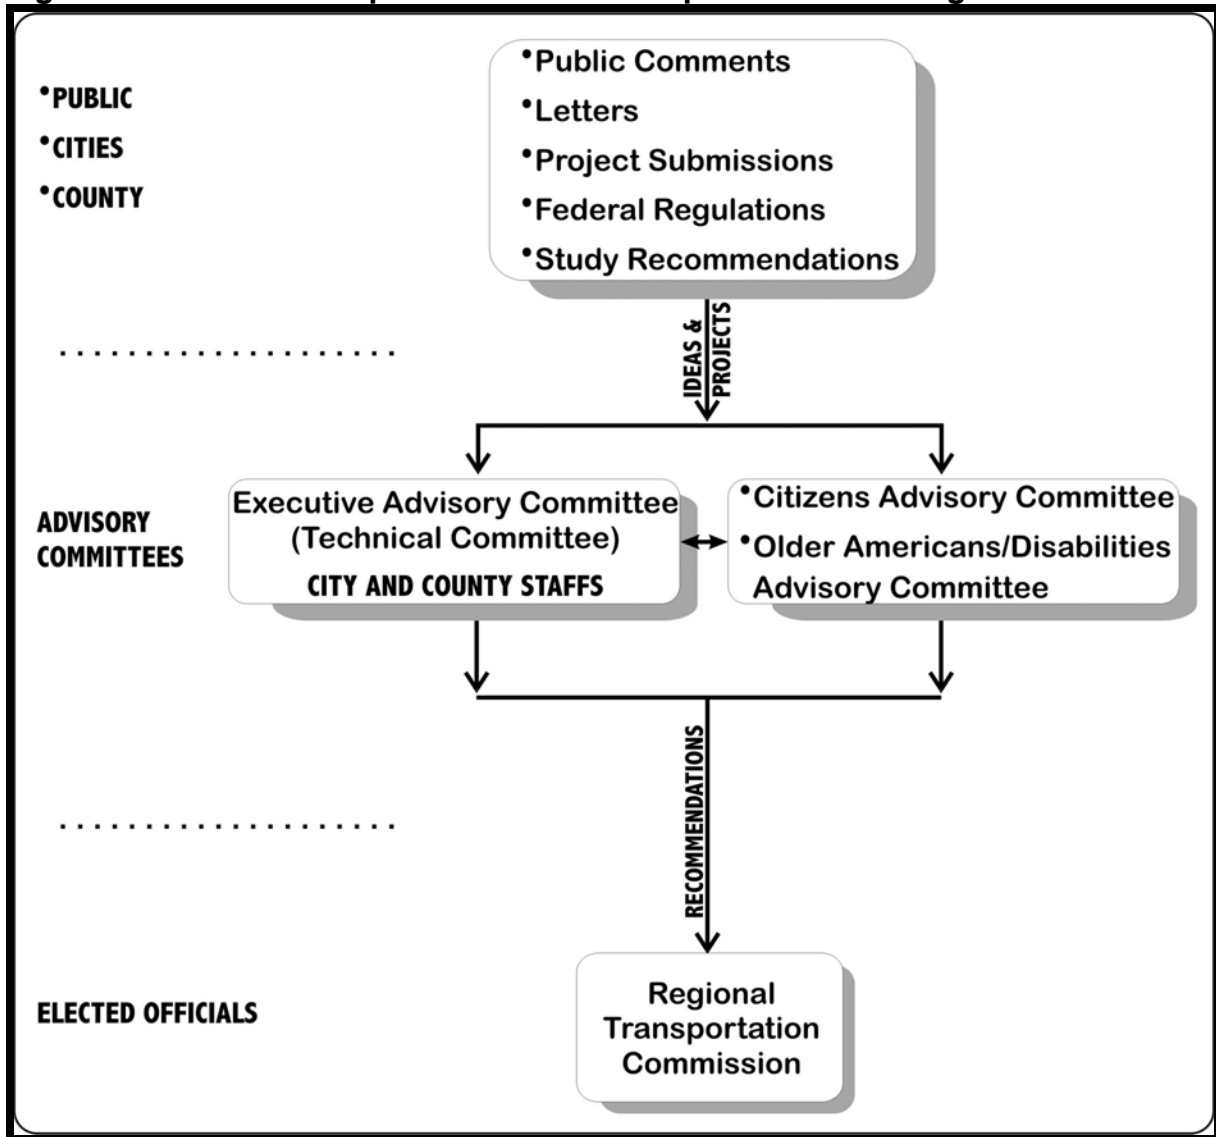 •PUBLIC
•CITIES
•COUNTY
•Public Comments
•Letters
•Project Submissions
•Federal Regulations
•Study Recommendations
IDEAS &
PROJECTS
ADVISORY
COMMITTEES
Executive Advisory Committee
(Technical Committee)
CITY AND COUNTY STAFFS
•Citizens Advisory Committee
•Older Americans/Disabilities
Advisory Committee
RECOMMENDATIONS
ELECTED OFFICIALS
Regional
Transportation
Commission